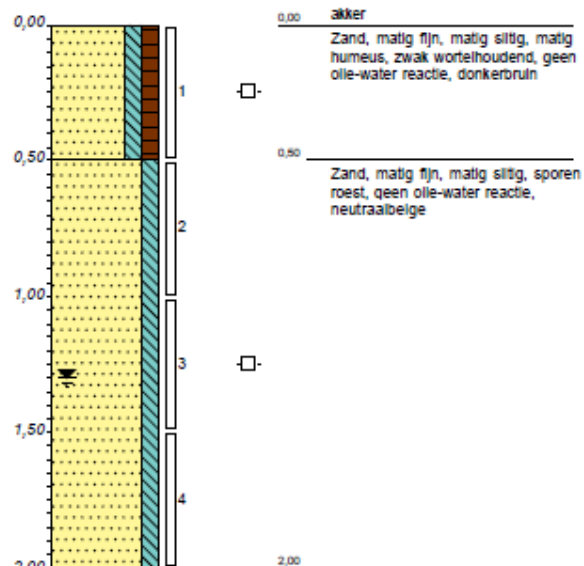 0,00
0,50
1,00
1,50
2,00
1
2
3
4
0,00
akker
Zand, matig fijn, matig siltig, matig
humeus, zwak wortelhoudend, geen
olie-water reactie, donkerbruin
0,50
Zand, matig fijn, matig siltig, sporen
roest, geen olie-water reactie,
neutraalbeige
2,00